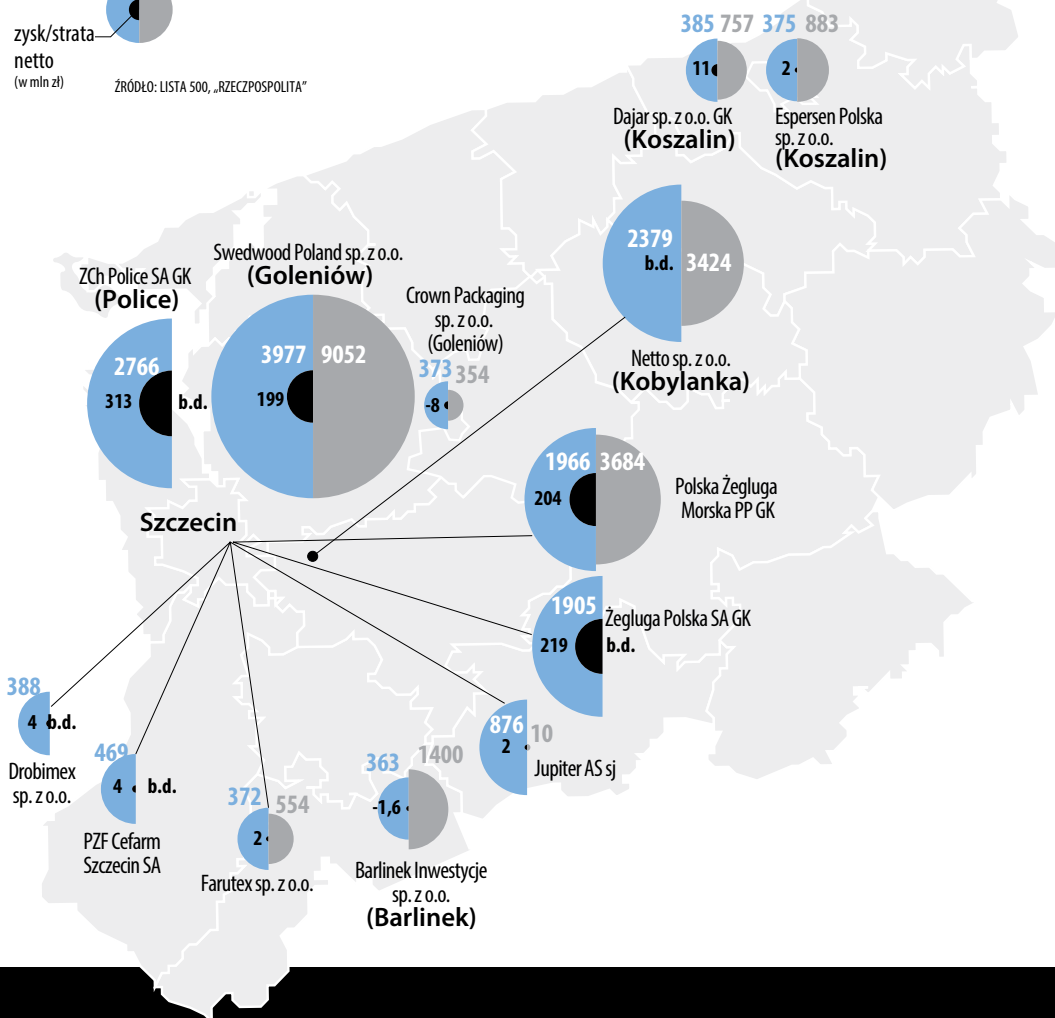 zysk/strata
netto
(w mln zł)
ŹRÓDŁO: LISTA 500, „RZECZPOSPOLITA”
385 757
11
Dajar sp. z o.o. GK
(Koszalin)
375 883
2
Espersen Polska
sp. z o.o.
(Koszalin)
2379
b.d.
3424
Netto sp. z o.o.
(Kobylanka)
ZCh Police SA GK
(Police)
2766
313
b.d.
Swedwood Poland sp. z o.o.
(Goleniów)
3977 9052
199
Crown Packaging
sp. z o.o.
(Goleniów)
373 354
-8
1966 3684
204
Polska Żegluga
Morska PP GK
Szczecin
1905
219
b.d.
Żegluga Polska SA GK
388
4 b.d.
Drobimex
sp. z o.o.
469
4 b.d.
PZF Cefarm
Szczecin SA
372 554
2
Farutex sp. z o.o.
363 1400
-1,6
Barlinek Inwestycje
sp. z o.o.
(Barlinek)
876 10
2
Jupiter AS sj